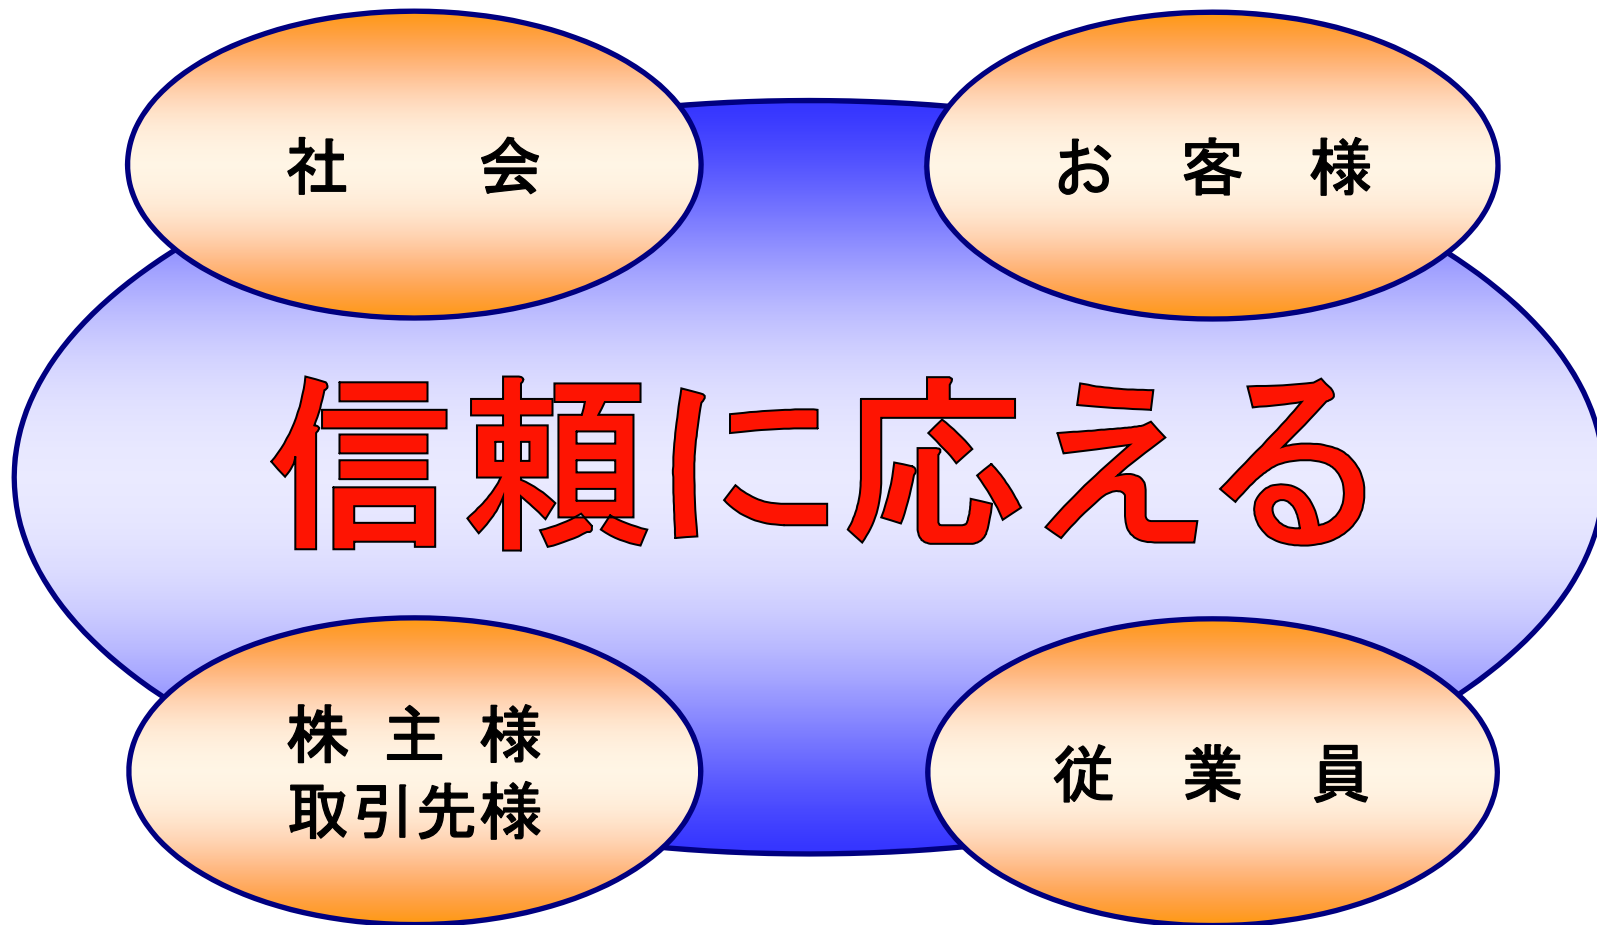 社会
お客様
信頼に応える
株主様
取引先様
従業員